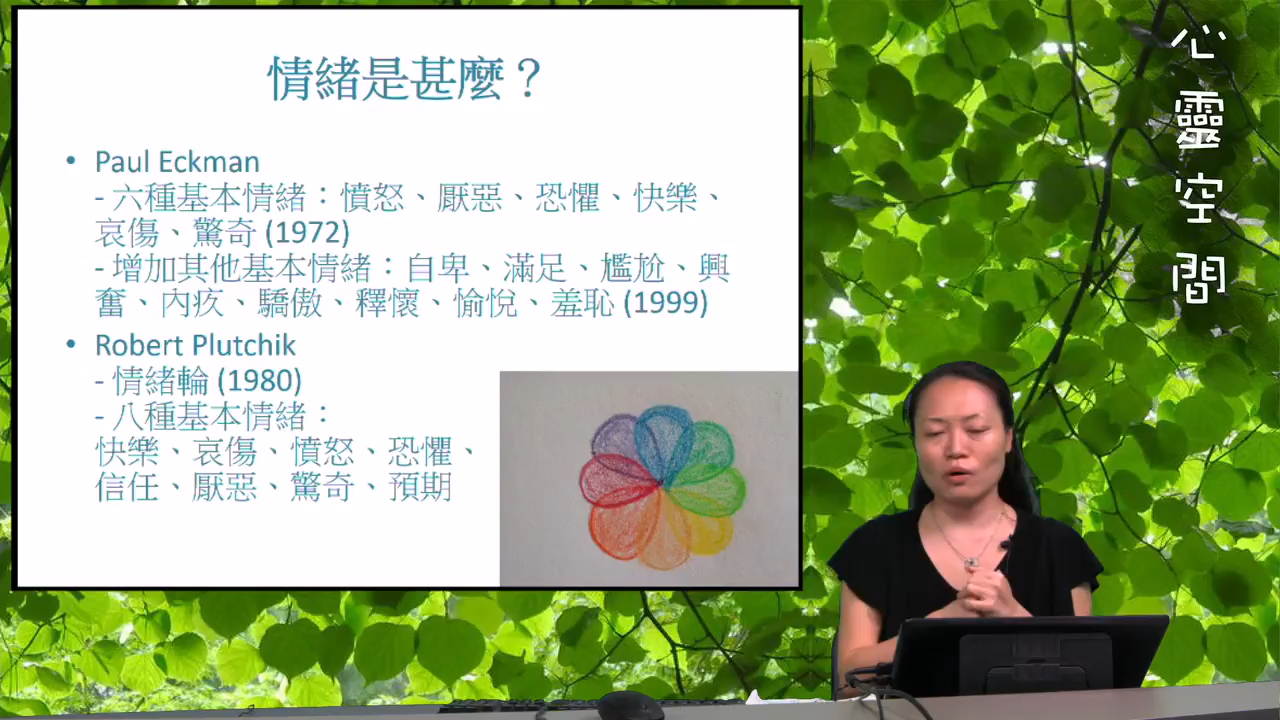 情緒是甚麼？
• Paul Eckman
- 六種基本情緒：憤怒、厭惡、恐懼、快樂、
哀傷、驚奇 (1972)
- 增加其他基本情緒：自卑、滿足、尷尬、興
奮、內疚、驕傲、釋懷、愉悅、羞恥 (1999)
• Robert Plutchik
- 情緒輪 (1980)
- 八種基本情緒：
快樂、哀傷、憤怒、恐懼、
信任、厭惡、驚奇、預期
心靈空間